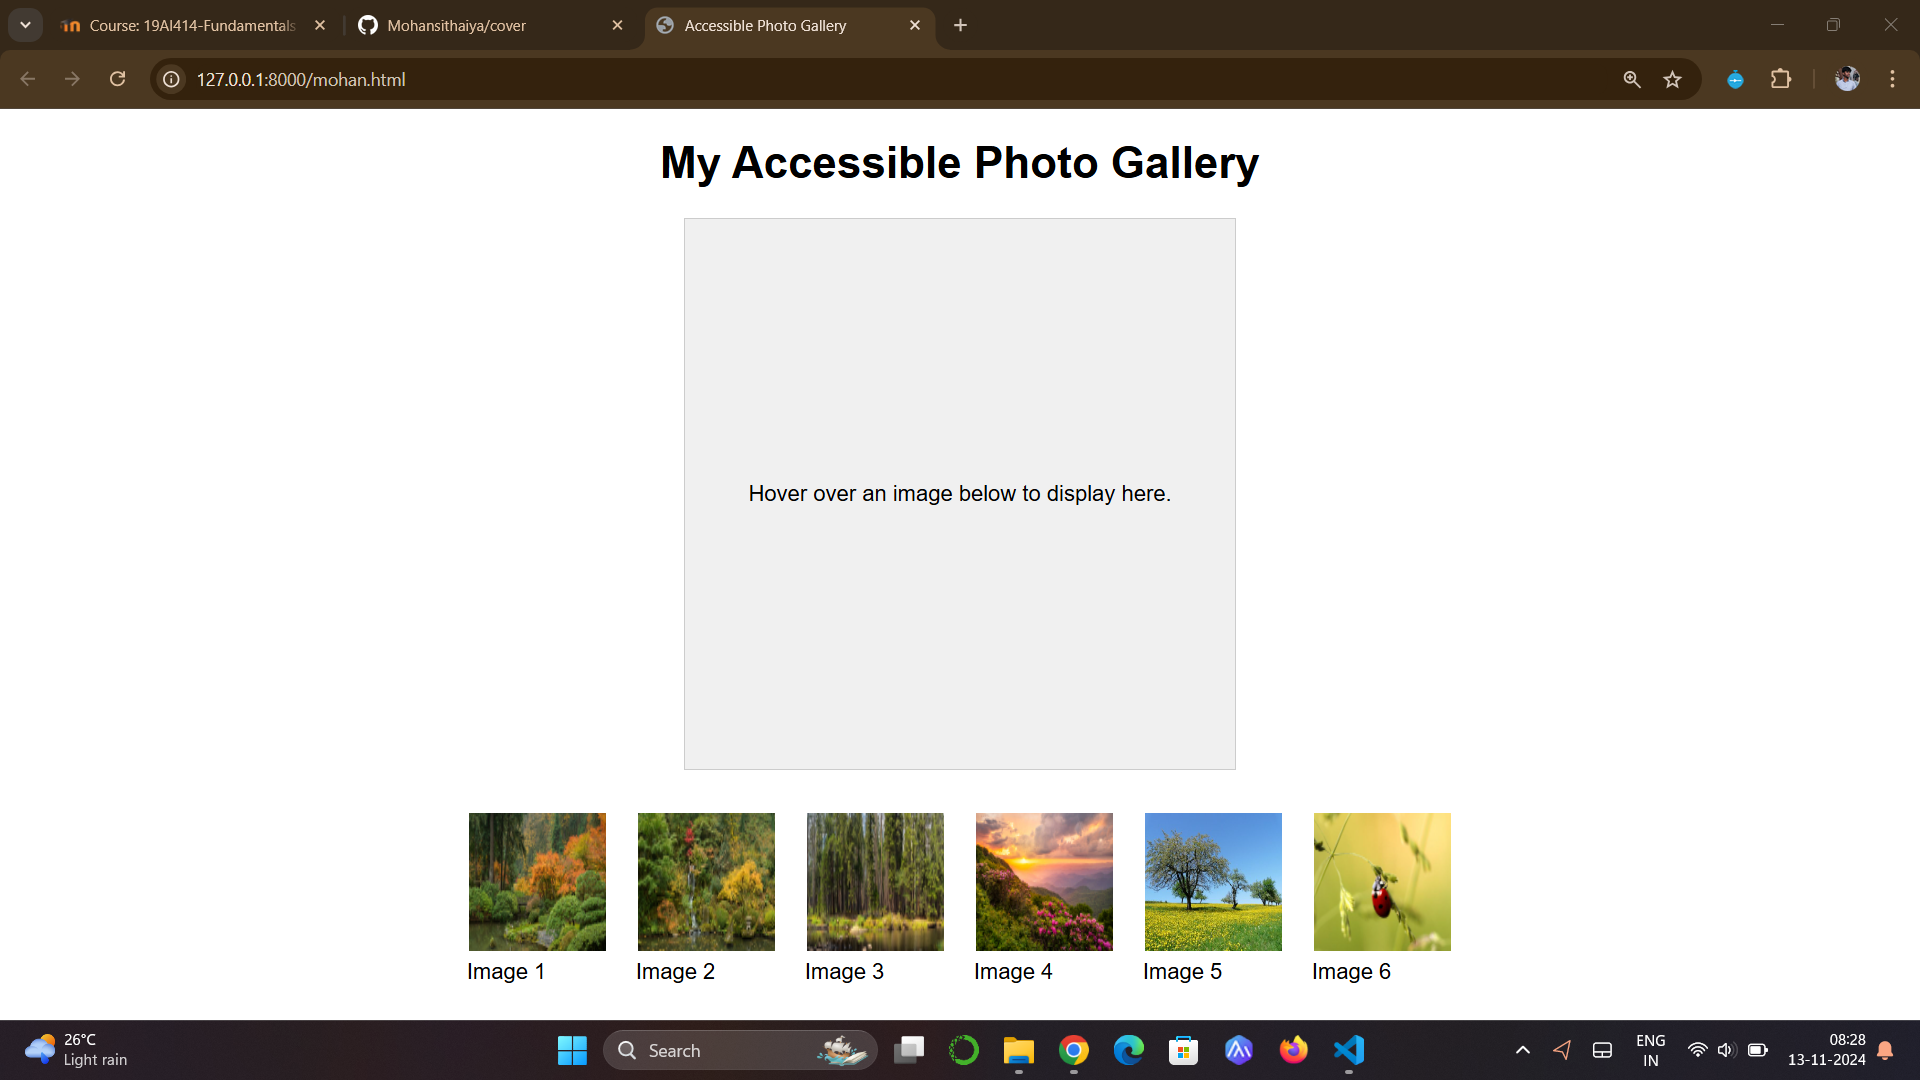 Course: 19AI414-Fundamentals
Mohansithaiya/cover
Accessible Photo Gallery
127.0.0.1:8000/mohan.html
My Accessible Photo Gallery
Hover over an image below to display here.
Image 1
Image 2
Image 3
Image 4
Image 5
Image 6
26°C
Light rain
Search
ENG
IN
08:28
13-11-2024